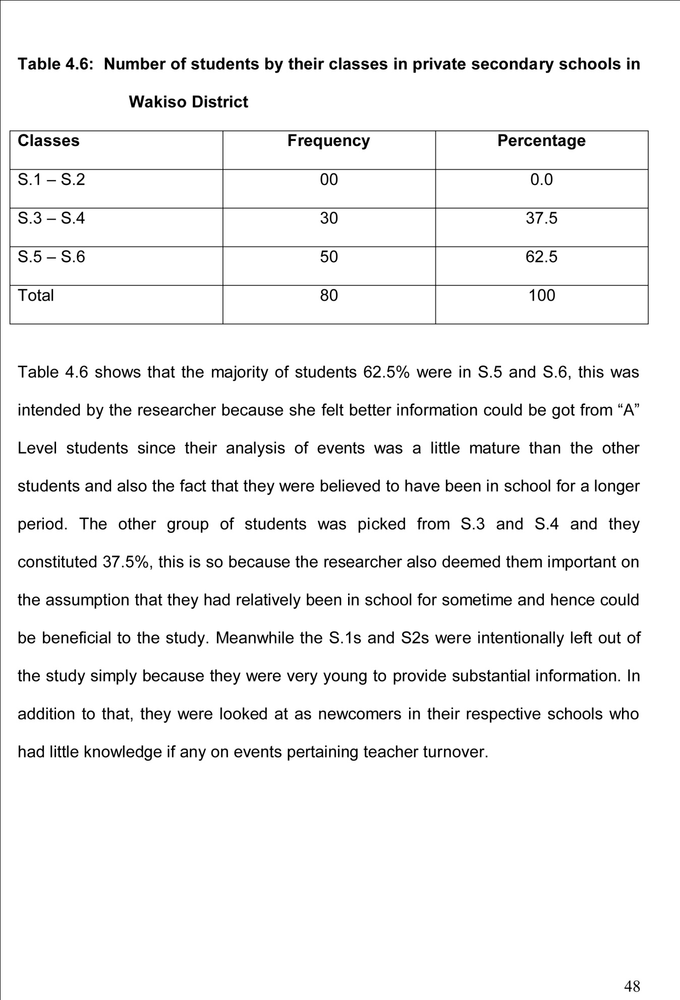 Table 4.6: Number of students by their classes in private secondary schools in
Wakiso District
Classes Frequency Percentage
S.1 – S.2 00 0.0
S.3 – S.4 30 37.5
S.5 – S.6 50 62.5
Total 80 100
Table 4.6 shows that the majority of students 62.5% were in S.5 and S.6, this was
intended by the researcher because she felt better information could be got from “A”
Level students since their analysis of events was a little mature than the other
students and also the fact that they were believed to have been in school for a longer
period. The other group of students was picked from S.3 and S.4 and they
constituted 37.5%, this is so because the researcher also deemed them important on
the assumption that they had relatively been in school for sometime and hence could
be beneficial to the study. Meanwhile the S.1s and S2s were intentionally left out of
the study simply because they were very young to provide substantial information. In
addition to that, they were looked at as newcomers in their respective schools who
had little knowledge if any on events pertaining teacher turnover.
48